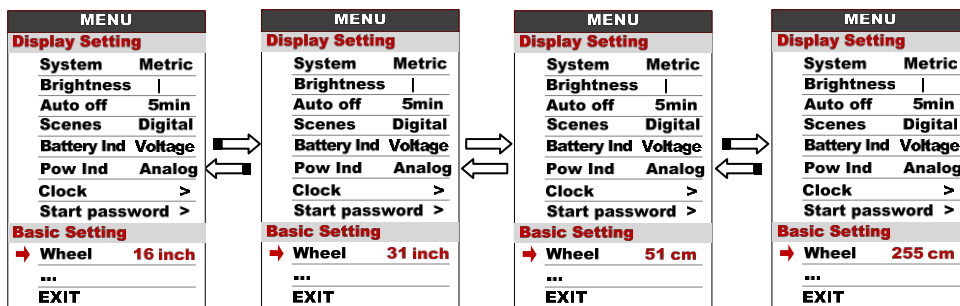 MENU
Display Setting
System Metric
Brightness |
Auto off 5min
Scenes Digital
Battery Ind Voltage
Pow Ind Analog
Clock >
Start password >
Basic Setting
Wheel 16 inch
...
EXIT
MENU
Display Setting
System Metric
Brightness |
Auto off 5min
Scenes Digital
Battery Ind Voltage
Pow Ind Analog
Clock >
Start password >
Basic Setting
Wheel 31 inch
...
EXIT
MENU
Display Setting
System Metric
Brightness |
Auto off 5min
Scenes Digital
Battery Ind Voltage
Pow Ind Analog
Clock >
Start password >
Basic Setting
Wheel 51 cm
...
EXIT
MENU
Display Setting
System Metric
Brightness |
Auto off 5min
Scenes Digital
Battery Ind Voltage
Pow Ind Analog
Clock >
Start password >
Basic Setting
Wheel 255 cm
...
EXIT